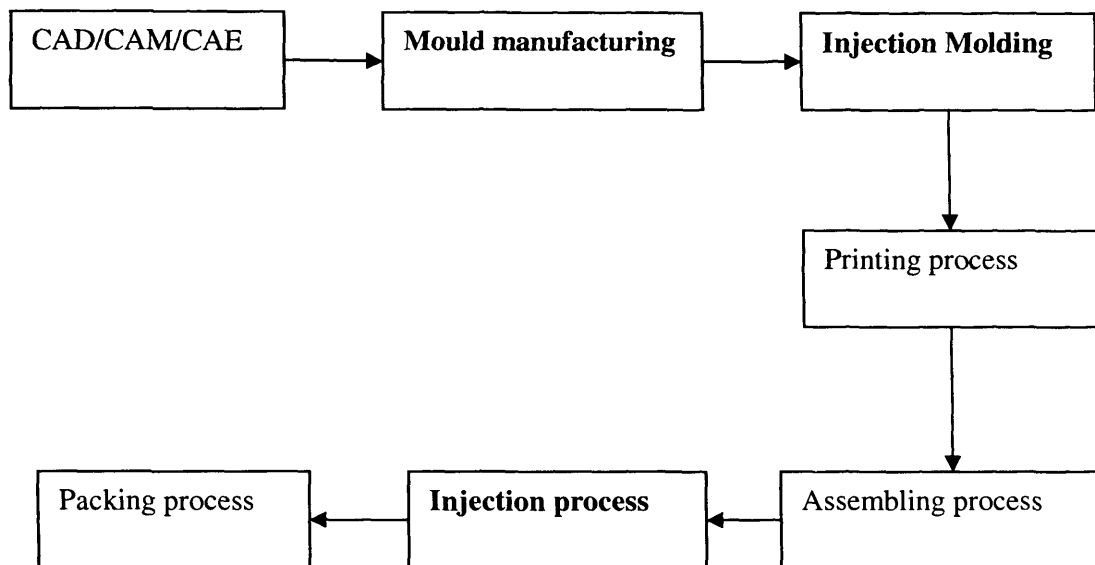 CAD/CAM/CAE
Mould manufacturing
Injection Molding
Printing process
Assembling process
Injection process
Packing process